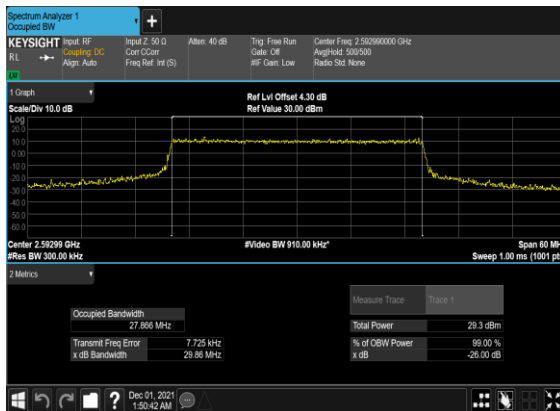 Spectrum Analyzer 1
Occupied BW
KEYSIGHT Input: RF Input Z: 50 Ω Atten: 40 dB Trig: Free Run Center Freq: 2.592990000 GHz
RL Coupling: DC Corr CCorr Gate: Off Avg|Hold: 500/500
Align: Auto Freq Ref: Int (S) #IF Gain: Low Radio Std: None
LXI
1 Graph
Ref Lvl Offset 4.30 dB
Scale/Div 10.0 dB Ref Value 30.00 dBm
Log
20.0
10.0
0.00
-10.0
-20.0
-30.0
-40.0
-50.0
-60.0
Center 2.59299 GHz #Video BW 910.00 kHz* Span 60 MH
#Res BW 300.00 kHz Sweep 1.00 ms (1001 pt
2 Metrics
Measure Trace Trace 1
Occupied Bandwidth
27.866 MHz
Total Power 29.3 dBm
Transmit Freq Error 7.725 kHz % of OBW Power 99.00 %
x dB Bandwidth 29.86 MHz x dB -26.00 dB
? Dec 01, 2021
1:50:42 AM